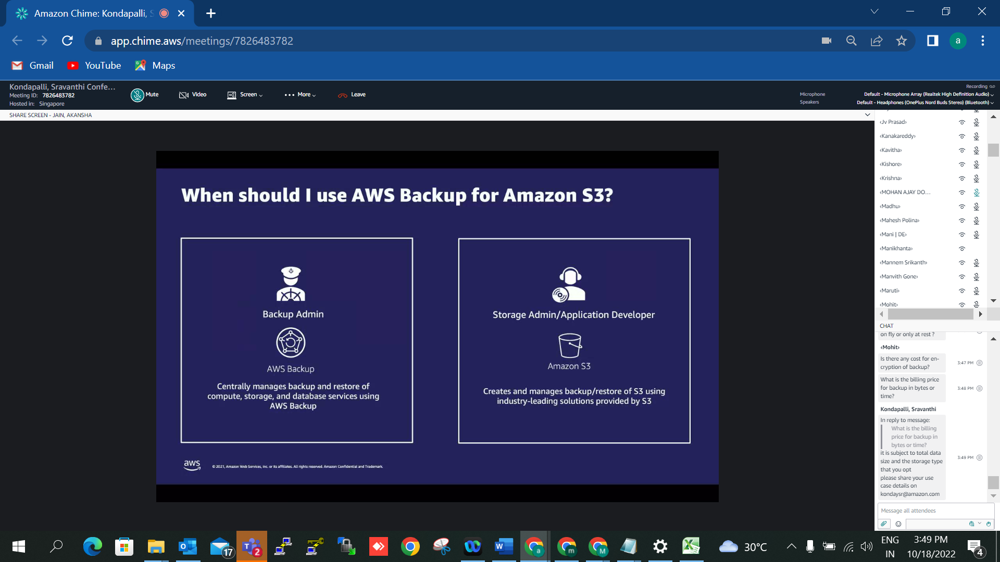 Amazon Chime: Kondapalli, S
app.chime.aws/meetings/7826483782
a
Gmail
YouTube
Maps
Kondapalli, Sravanthi Confe...
Meeting ID: 7826483782
Hosted in: Singapore
Mute
Video
Screen
More
Leave
Recording
Microphone
Default - Microphone Array (Realtek High Definition Audio)
Speakers
Default - Headphones (OnePlus Nord Buds Stereo) (Bluetooth)
SHARE SCREEN - JAIN, AKANSHA
When should I use AWS Backup for Amazon S3?
Backup Admin
AWS Backup
Centrally manages backup and restore of
compute, storage, and database services using
AWS Backup
Storage Admin/Application Developer
Amazon S3
Creates and manages backup/restore of S3 using
industry-leading solutions provided by S3
aws
© 2021, Amazon Web Services, Inc. or its affiliates. All rights reserved. Amazon Confidential and Trademark.
‹Jv Prasad›
‹Kanakareddy›
‹Kavitha›
‹Kishore›
‹Krishna›
‹MOHAN AJAY DO...
‹Madhu›
‹Mahesh Polina›
‹Mani | DE›
‹Manikhanta›
‹Mannem Srikanth›
‹Manvith Gone›
‹Maruti›
‹Mohit›
CHAT
on fly or only at rest ?
‹Mohit›
Is there any cost for en-
cryption of backup?
3:47 PM
What is the billing price
for backup in bytes or
time?
3:48 PM
Kondapalli, Sravanthi
In reply to message:
What is the billing
price for backup in
bytes or time?
it is subject to total data
size and the storage type
that you opt
please share your use
case details on
kondaysr@amazon.com
3:49 PM
Message all attendees
17
2
a
m
M
30°C
ENG
IN
3:49 PM
10/18/2022
4